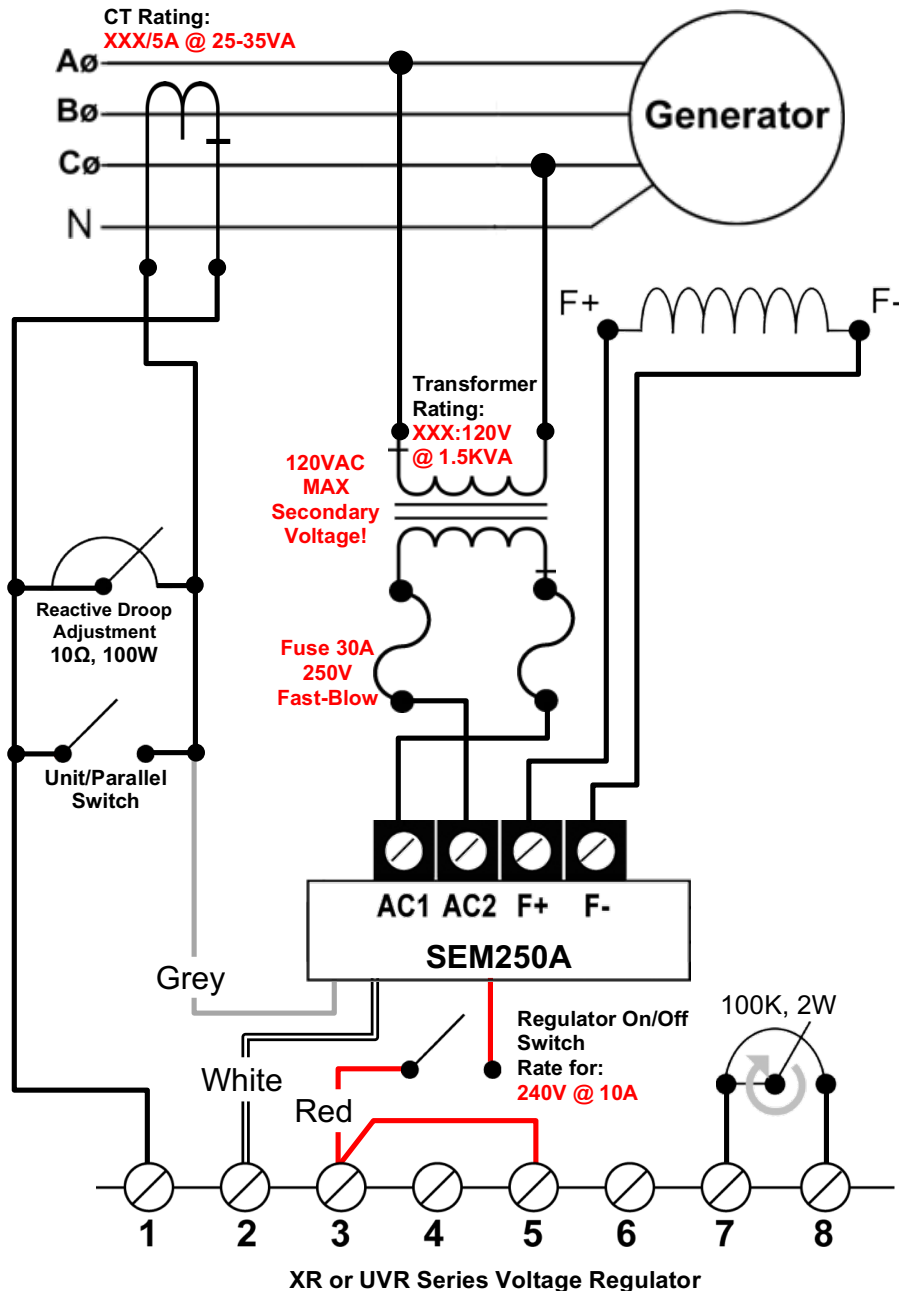 CT Rating:
XXX/5A @ 25-35VA
Aø
Bø
Cø
N
Generator
F+
F-
Transformer
Rating:
XXX:120V
@ 1.5KVA
120VAC
MAX
Secondary
Voltage!
Reactive Droop
Adjustment
10Ω, 100W
Fuse 30A
250V
Fast-Blow
Unit/Parallel
Switch
AC1 AC2 F+ F-
SEM250A
Grey
White
Red
Regulator On/Off
Switch
Rate for:
240V @ 10A
100K, 2W
1 2 3 4 5 6 7 8
XR or UVR Series Voltage Regulator